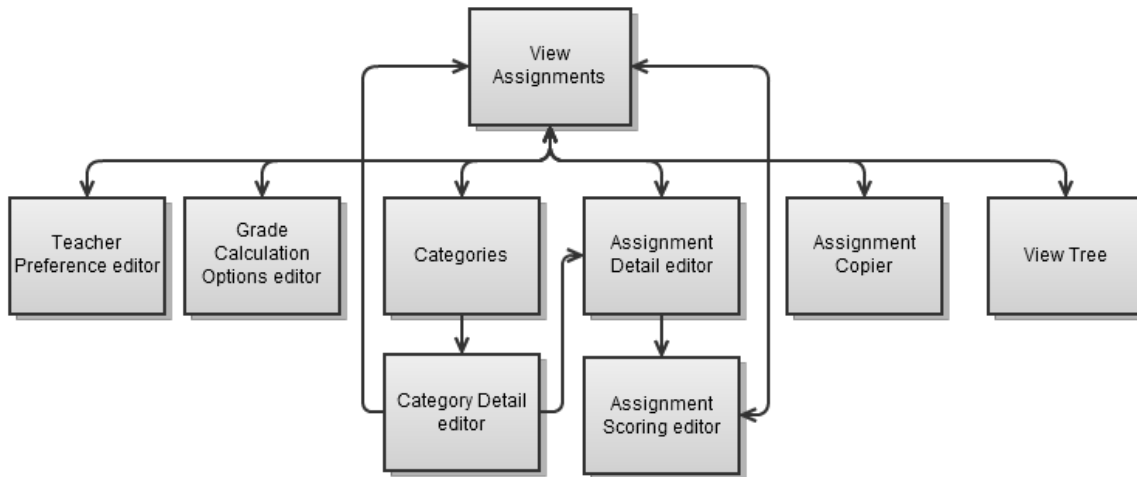 View
Assignments
Teacher
Preference editor
Grade
Calculation
Options editor
Categories
Assignment
Detail editor
Assignment
Copier
View Tree
Category Detail
editor
Assignment
Scoring editor